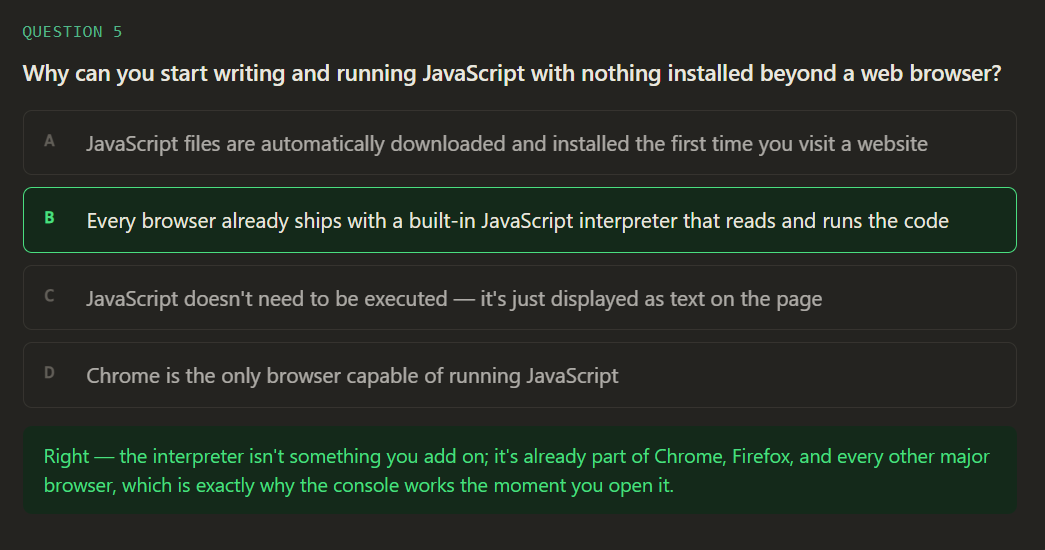 QUESTION 5
Why can you start writing and running JavaScript with nothing installed beyond a web browser?
A JavaScript files are automatically downloaded and installed the first time you visit a website
B Every browser already ships with a built-in JavaScript interpreter that reads and runs the code
C JavaScript doesn't need to be executed — it's just displayed as text on the page
D Chrome is the only browser capable of running JavaScript
Right — the interpreter isn't something you add on; it's already part of Chrome, Firefox, and every other major
browser, which is exactly why the console works the moment you open it.